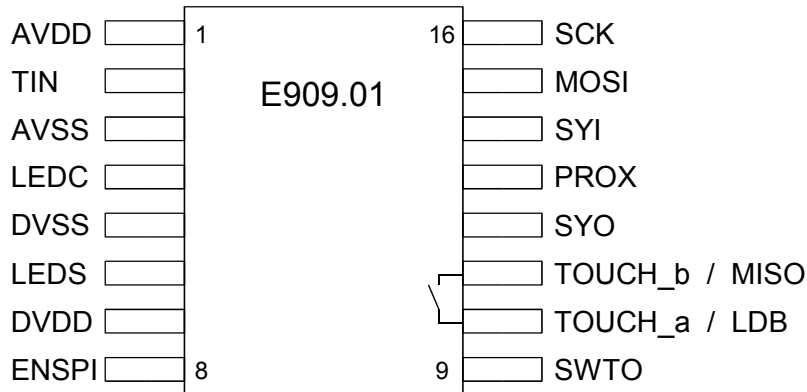 AVDD 1 16 SCK
TIN MOSI
E909.01
AVSS SYI
LEDC PROX
DVSS SYO
LEDS TOUCH_b / MISO
DVDD TOUCH_a / LDB
ENSPI 8 9 SWTO